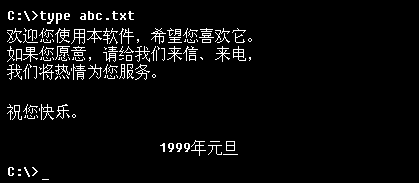 C:\>type abc.txt
欢迎您使用本软件，希望您喜欢它。
如果您愿意，请给我们来信、来电，
我们将热情为您服务。
祝您快乐。
1999年元旦
C:\>_